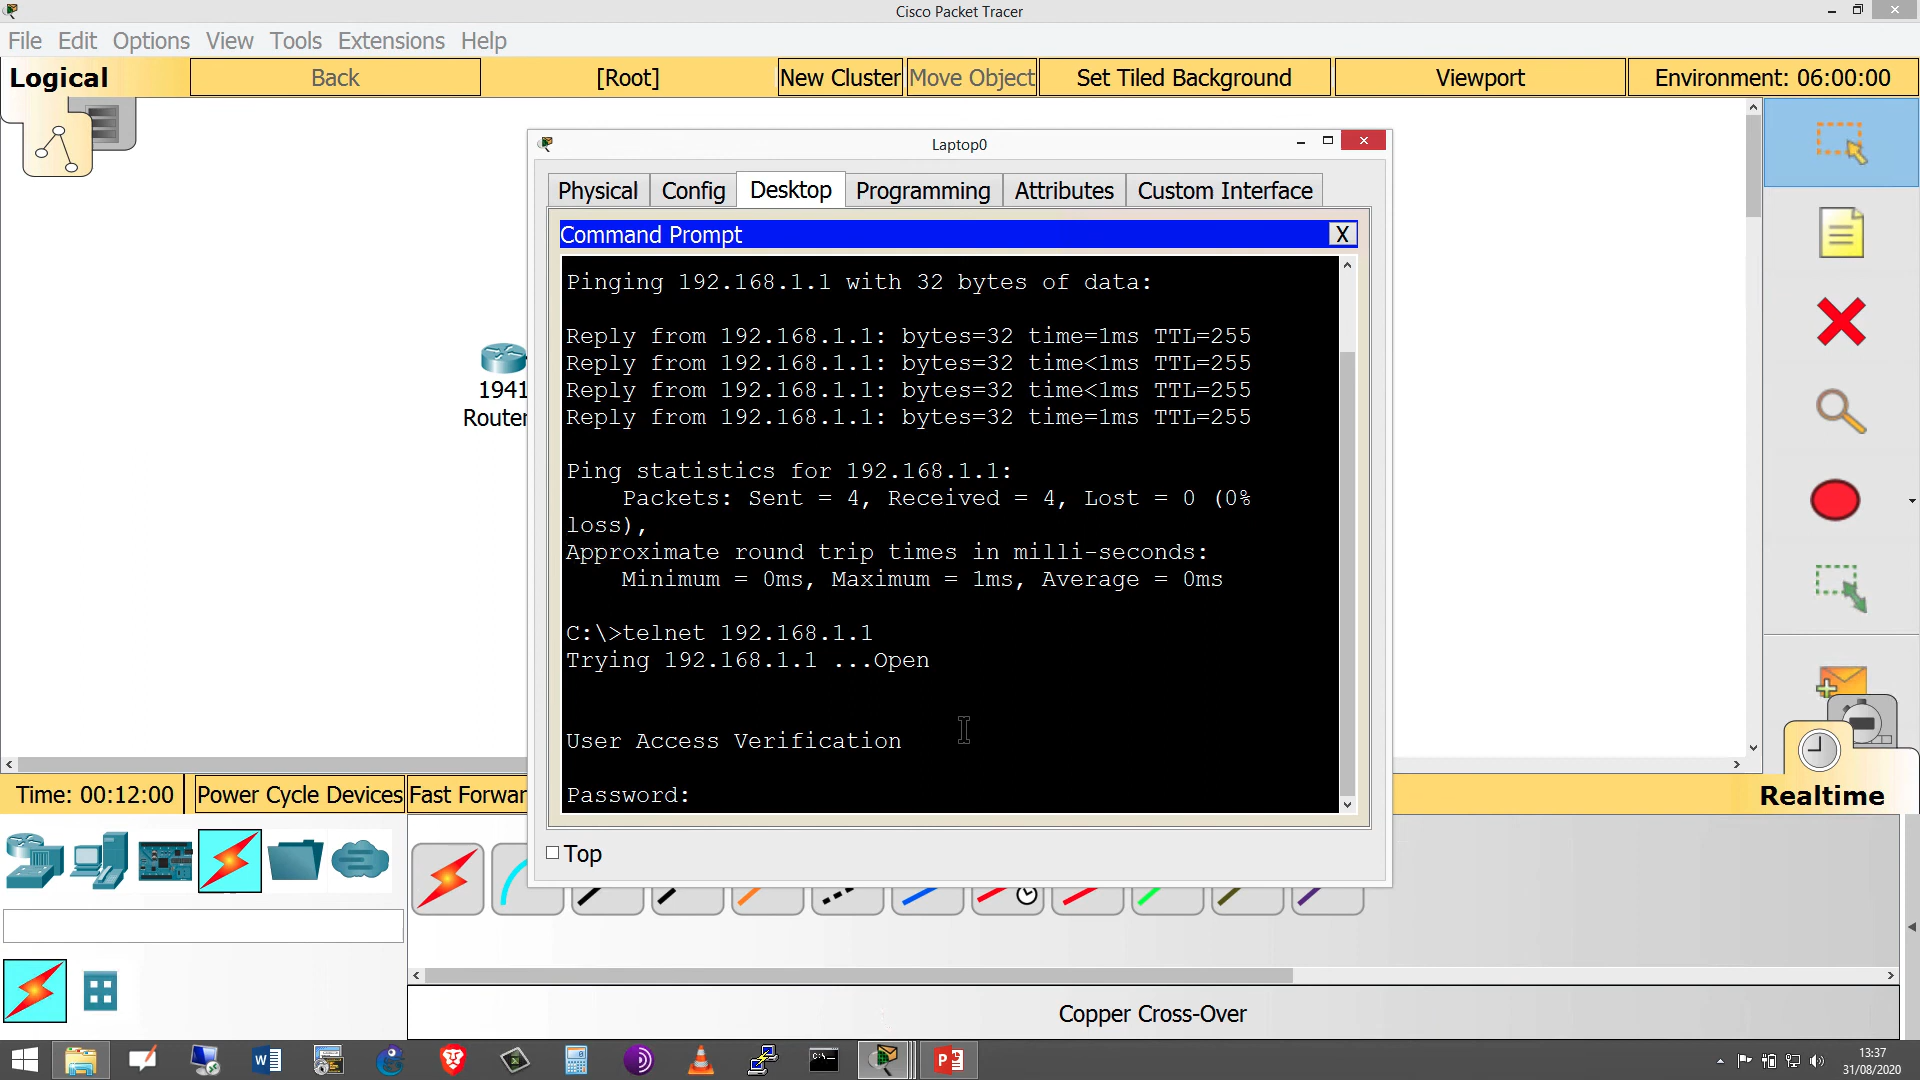 Cisco Packet Tracer
File Edit Options View Tools Extensions Help
Logical Back [Root] New Cluster Move Object Set Tiled Background Viewport Environment: 06:00:00
Laptop0
Physical Config Desktop Programming Attributes Custom Interface
Command Prompt X
Pinging 192.168.1.1 with 32 bytes of data:
Reply from 192.168.1.1: bytes=32 time=1ms TTL=255
Reply from 192.168.1.1: bytes=32 time<1ms TTL=255
Reply from 192.168.1.1: bytes=32 time<1ms TTL=255
Reply from 192.168.1.1: bytes=32 time=1ms TTL=255
1941
Router
Ping statistics for 192.168.1.1:
Packets: Sent = 4, Received = 4, Lost = 0 (0%
loss),
Approximate round trip times in milli-seconds:
Minimum = 0ms, Maximum = 1ms, Average = 0ms
C:\>telnet 192.168.1.1
Trying 192.168.1.1 ...Open
User Access Verification
Password:
Time: 00:12:00 Power Cycle Devices Fast Forwar Realtime
Top
Copper Cross-Over
13:37
31/08/2020